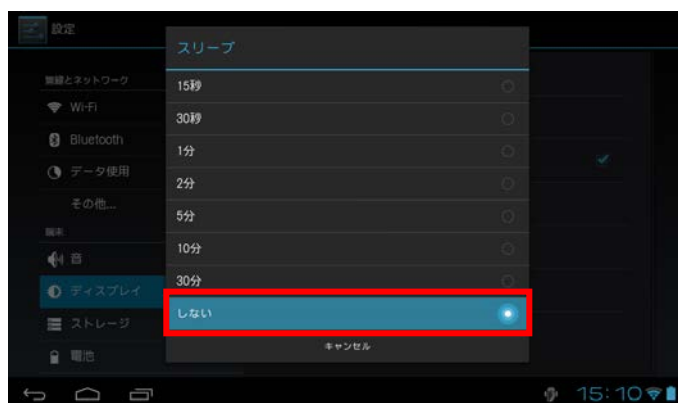 設定
スリープ
無線とネットワーク
Wi-Fi
Bluetooth
データ使用
その他...
端末
音
ディスプレイ
ストレージ
電池
15秒
30秒
1分
2分
5分
10分
30分
しない
キャンセル
15:10